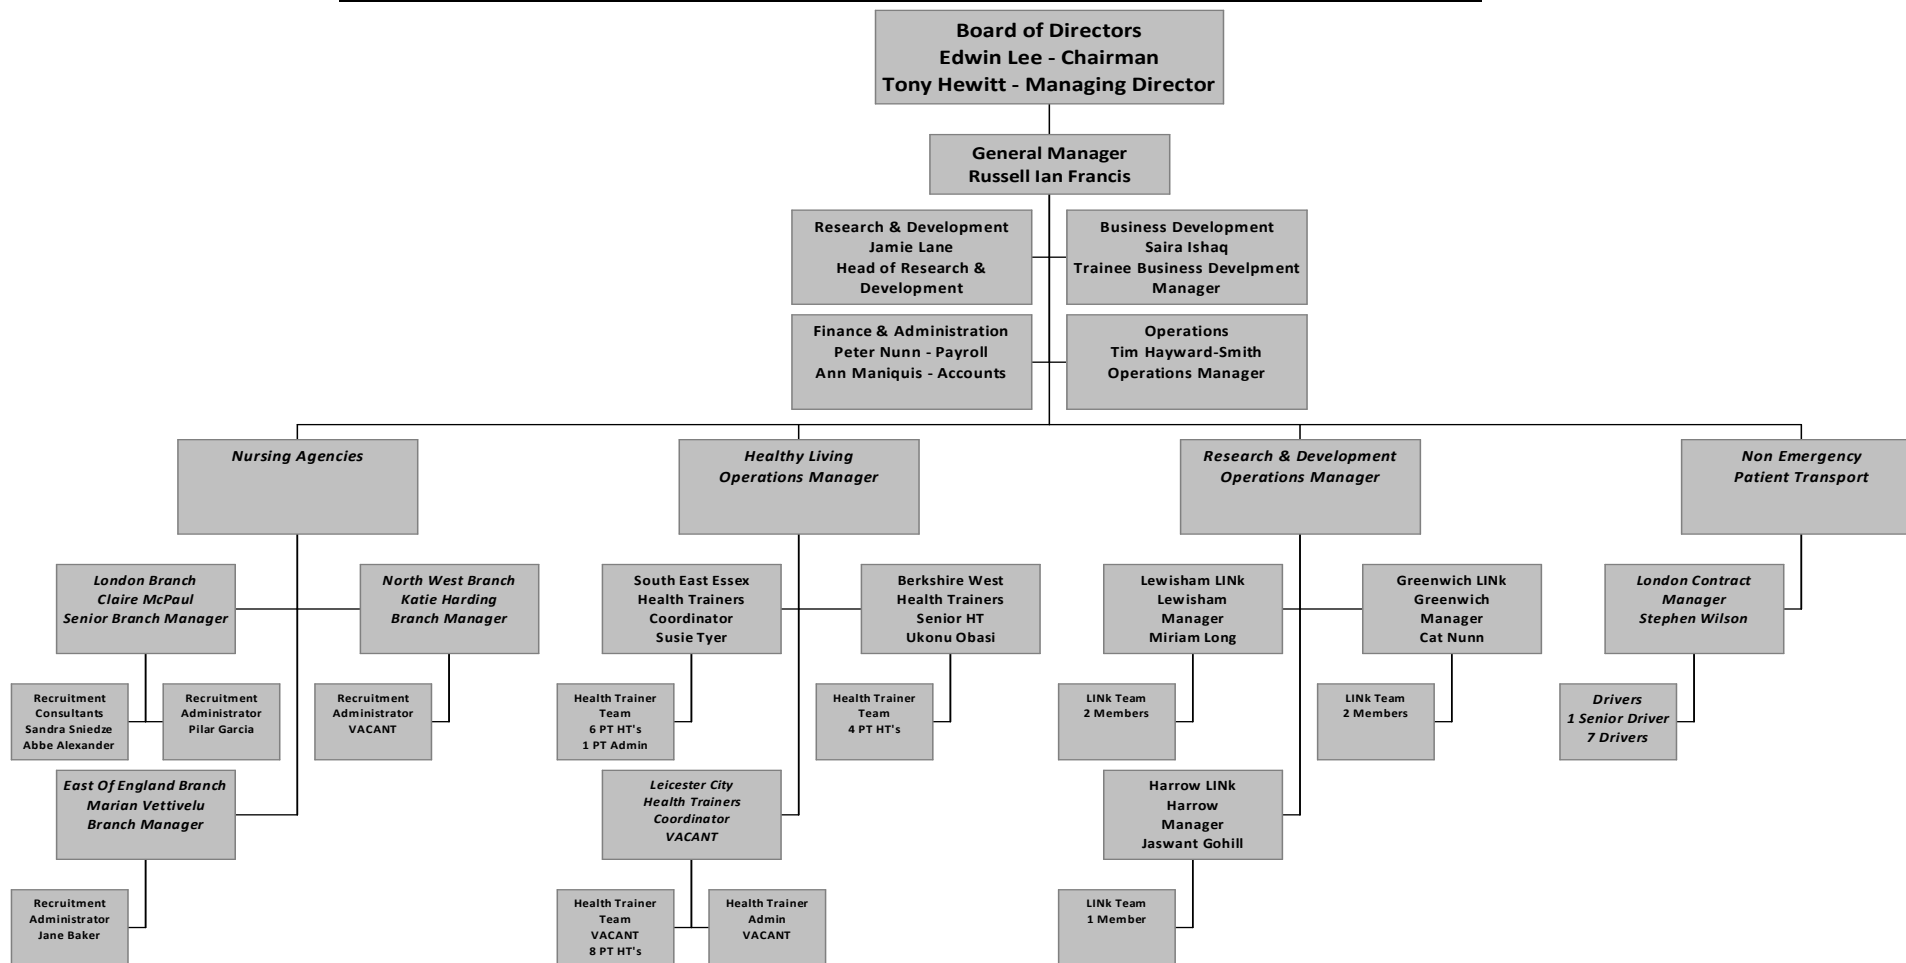 Board of Directors
Edwin Lee - Chairman
Tony Hewitt - Managing Director
General Manager
Russell Ian Francis
Research & Development
Jamie Lane
Head of Research &
Development
Business Development
Saira Ishaq
Trainee Business Develpment
Manager
Finance & Administration
Peter Nunn - Payroll
Ann Maniquis - Accounts
Operations
Tim Hayward-Smith
Operations Manager
Nursing Agencies
Healthy Living
Operations Manager
Research & Development
Operations Manager
Non Emergency
Patient Transport
London Branch
Claire McPaul
Senior Branch Manager
North West Branch
Katie Harding
Branch Manager
South East Essex
Health Trainers
Coordinator
Susie Tyer
Berkshire West
Health Trainers
Senior HT
Ukonu Obasi
Lewisham LINk
Lewisham
Manager
Miriam Long
Greenwich LINk
Greenwich
Manager
Cat Nunn
London Contract
Manager
Stephen Wilson
Recruitment
Consultants
Sandra Sniedze
Abbe Alexander
Recruitment
Administrator
Pilar Garcia
Recruitment
Administrator
VACANT
Health Trainer
Team
6 PT HT's
1 PT Admin
Health Trainer
Team
4 PT HT's
LINk Team
2 Members
LINk Team
2 Members
Drivers
1 Senior Driver
7 Drivers
East Of England Branch
Marian Vettivelu
Branch Manager
Leicester City
Health Trainers
Coordinator
VACANT
Harrow LINk
Harrow
Manager
Jaswant Gohill
Recruitment
Administrator
Jane Baker
Health Trainer
Team
VACANT
8 PT HT's
Health Trainer
Admin
VACANT
LINk Team
1 Member